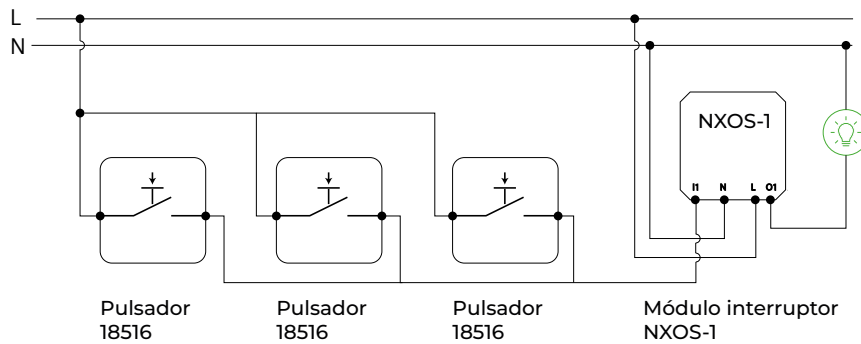 L
N
NXOS-1
I1 N L O1
Pulsador
18516
Pulsador
18516
Pulsador
18516
Módulo interruptor
NXOS-1